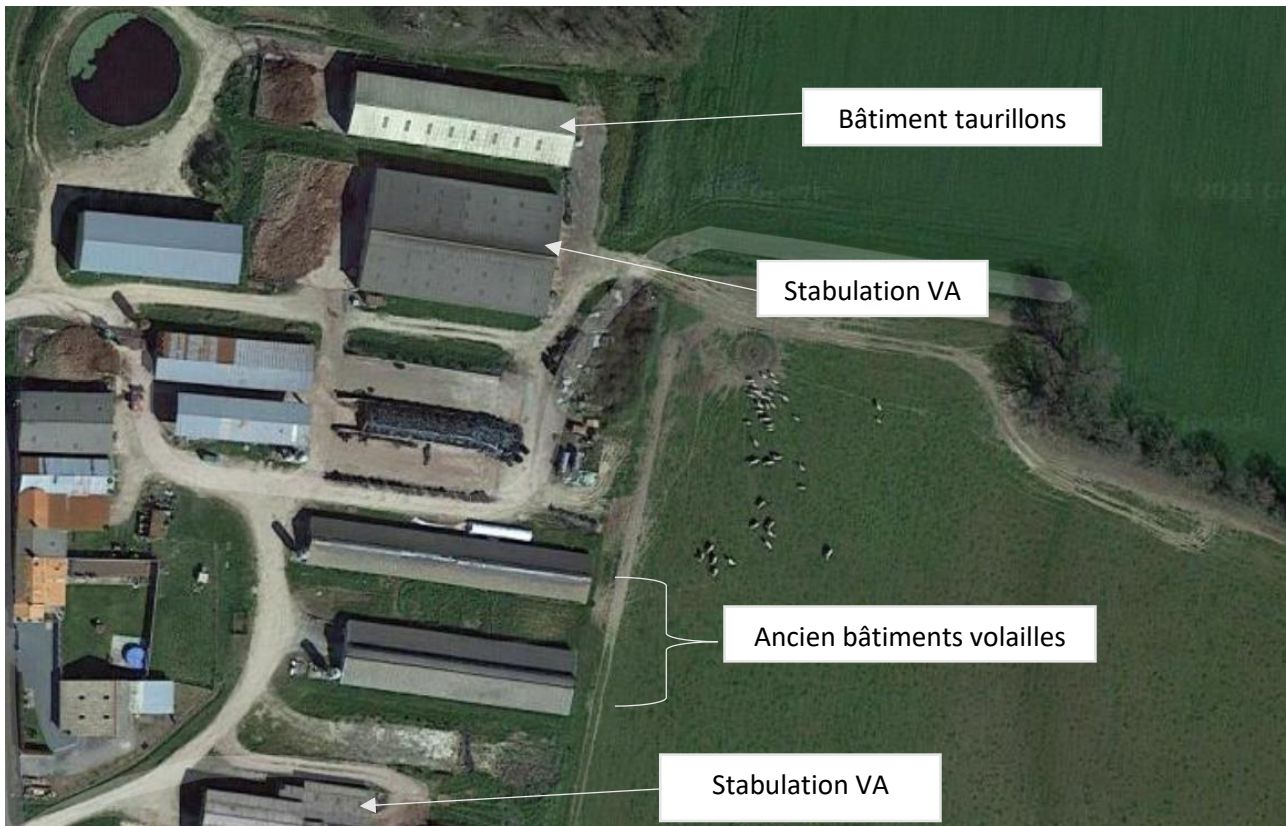 Bâtiment taurillons
Stabulation VA
Ancien bâtiments volailles
Stabulation VA